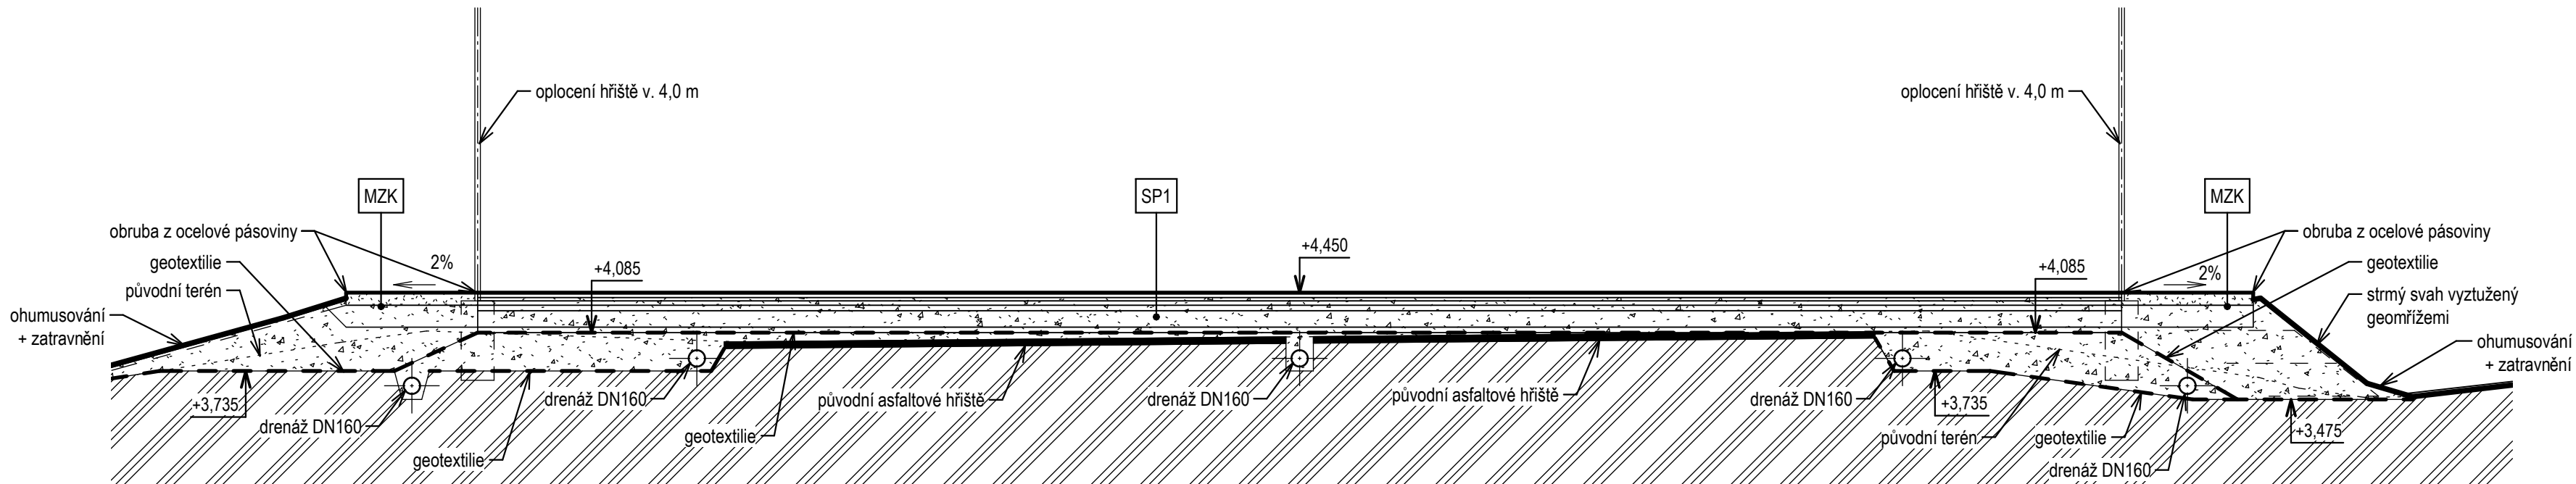 oplocení hřiště v. 4,0 m
oplocení hřiště v. 4,0 m
MZK
SP1
MZK
obruba z ocelové pásoviny
geotextilie
původní terén
ohumusování
+ zatravnění
2%
+4,085
+4,450
+4,085
2%
obruba z ocelové pásoviny
geotextilie
strmý svah vyztužený
geomřížemi
ohumusování
+ zatravnění
+3,735
drenáž DN160
geotextilie
drenáž DN160
geotextilie
původní asfaltové hřiště
drenáž DN160
původní asfaltové hřiště
drenáž DN160
+3,735
původní terén
geotextilie
drenáž DN160
+3,475